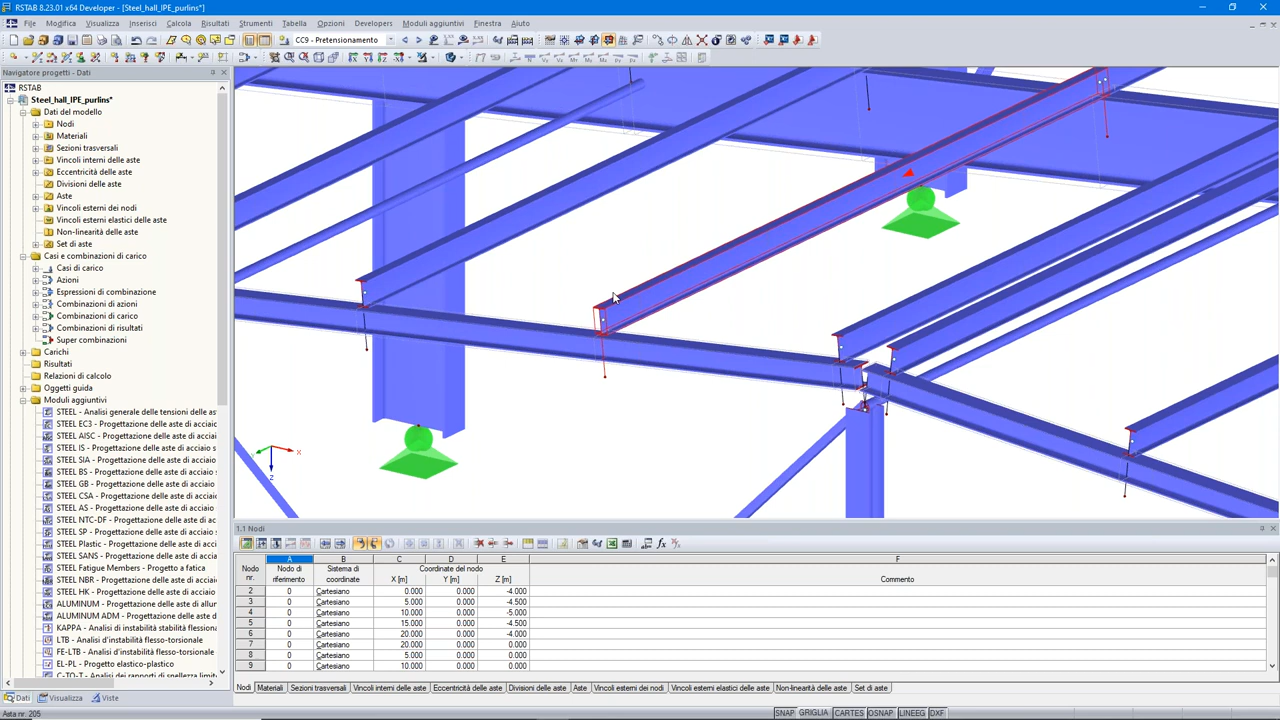 RSTAB 8.23.01 x64 Developer - [Steel_hall_IPE_purlins*]
File Modifica Visualizza Inserisci Calcola Risultati Strumenti Tabella Opzioni Developers Moduli aggiuntivi Finestra Aiuto
CC9 - Pretensionamento
Navigatore progetti - Dati
RSTAB
Steel_hall_IPE_purlins*
Dati del modello
Nodi
Materiali
Sezioni trasversali
Vincoli interni delle aste
Eccentricità delle aste
Divisioni delle aste
Aste
Vincoli esterni dei nodi
Vincoli esterni elastici delle aste
Non-linearità delle aste
Set di aste
Casi e combinazioni di carico
Casi di carico
Azioni
Espressioni di combinazione
Combinazioni di azioni
Combinazioni di carico
Combinazioni di risultati
Super combinazioni
Carichi
Risultati
Relazioni di calcolo
Oggetti guida
Moduli aggiuntivi
STEEL - Analisi generale delle tensioni delle as
STEEL EC3 - Progettazione delle aste di acciaio
STEEL AISC - Progettazione delle aste di acciaio
STEEL IS - Progettazione delle aste di acciaio s
STEEL SIA - Progettazione delle aste di acciaio
STEEL BS - Progettazione delle aste di acciaio s
STEEL GB - Progettazione delle aste di acciaio
STEEL CSA - Progettazione delle aste di acciaio
STEEL AS - Progettazione delle aste di acciaio
STEEL NTC-DF - Progettazione delle aste di ac
STEEL SP - Progettazione delle aste di acciaio
STEEL Plastic - Progettazione delle aste di acc
STEEL SANS - Progettazione delle aste di accia
STEEL Fatigue Members - Progetto a fatica
STEEL NBR - Progettazione delle aste di acciai
STEEL HK - Progettazione delle aste di acciaio
ALUMINUM - Progettazione delle aste di allur
ALUMINUM ADM - Progettazione delle aste di
KAPPA - Analisi di instabilità stabilità flessiona
LTB - Analisi d'instabilità flesso-torsionale
FE-LTB - Analisi d'instabilità flesso-torsionale
EL-PL - Progetto elastico-plastico
C-TO-T - Analisi dei rapporti di snellezza limite
Dati Visualizza Viste
X
Z
1.1 Nodi
A B C D E F
Nodo nr. Nodo di riferimento Sistema di coordinate Coordinate del nodo X [m] Y [m] Z [m] Commento
2 0 Cartesiano 0.000 0.000 -4.000
3 0 Cartesiano 5.000 0.000 -4.500
4 0 Cartesiano 10.000 0.000 -5.000
5 0 Cartesiano 15.000 0.000 -4.500
6 0 Cartesiano 20.000 0.000 -4.000
7 0 Cartesiano 20.000 0.000 0.000
8 0 Cartesiano 5.000 0.000 0.000
9 0 Cartesiano 10.000 0.000 0.000
Nodi Materiali Sezioni trasversali Vincoli interni delle aste Eccentricità delle aste Divisioni delle aste Aste Vincoli esterni dei nodi Vincoli esterni elastici delle aste Non-linearità delle aste Set di aste
Asta nr. 205
SNAP GRIGLIA CARTES OSNAP LINEEG DXF